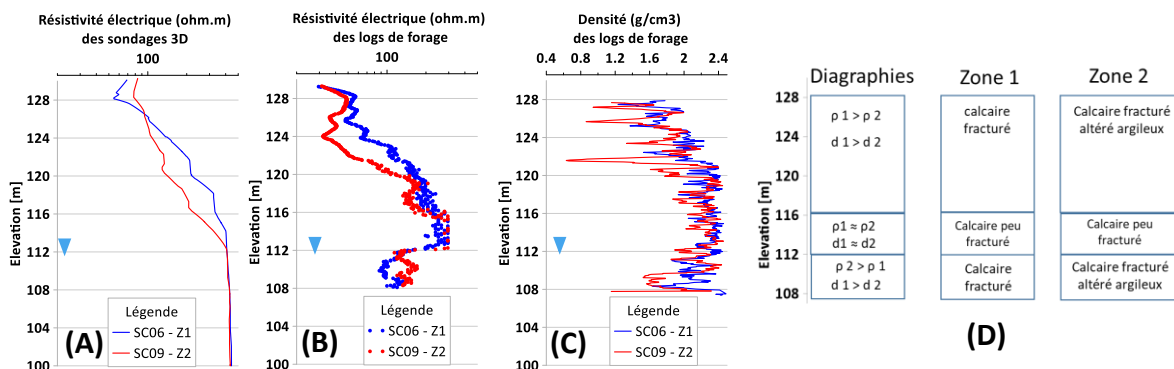 Résistivité électrique (ohm.m)
des sondages 3D
100
128
124
120
116
112
108
104
100
Elevation [m]
Légende
SC06 - Z1
SC09 - Z2
(A)
Résistivité électrique (ohm.m)
des logs de forage
100
128
124
120
116
112
108
104
100
Elevation [m]
Légende
SC06 - Z1
SC09 - Z2
(B)
Densité (g/cm3)
des logs de forage
0.4 0.8 1.2 1.6 2 2.4
128
124
120
116
112
108
104
100
Elevation [m]
Légende
SC06 - Z1
SC09 - Z2
(C)
Diagraphies Zone 1 Zone 2
128
124
120
116
112
108
Elevation [m]
ρ 1 > ρ 2
d 1 > d 2
calcaire
fracturé
Calcaire fracturé
altéré argileux
ρ1 ≈ ρ2
d1 ≈ d2
Calcaire peu
fracturé
Calcaire peu
fracturé
ρ 2 > ρ 1
d 1 > d 2
Calcaire
fracturé
Calcaire fracturé
altéré argileux
(D)